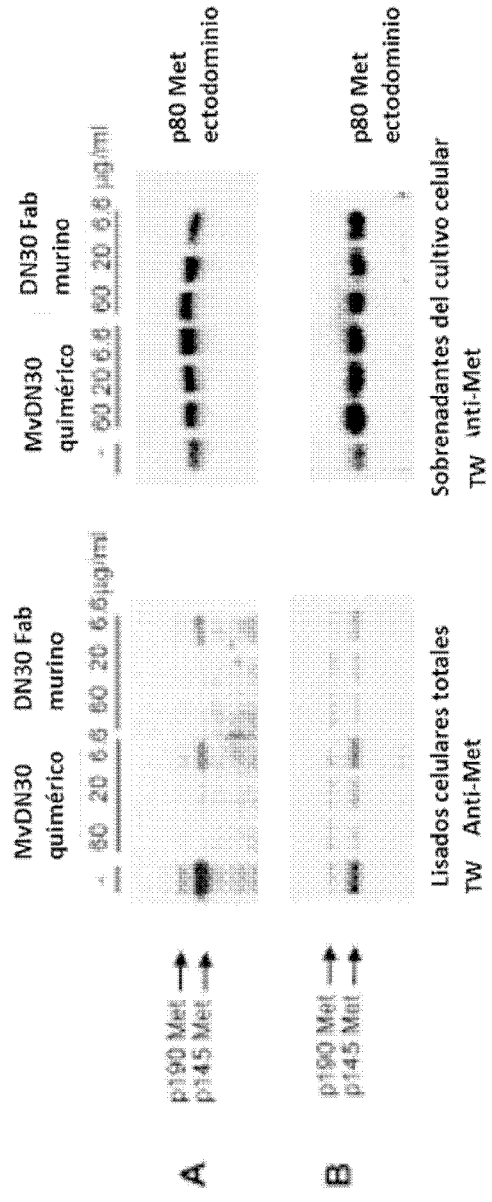 MvDN30
quimérico
DN30 Fab
murino
- 60 20 6.6 60 20 6.6 µg/ml
MvDN30
quimérico
DN30 Fab
murino
- 60 20 6.6 60 20 6.6 µg/ml
A
p190 Met
p145 Met
p80 Met
ectodominio
B
p190 Met
p145 Met
p80 Met
ectodominio
Lisados celulares totales
TW Anti-Met
Sobrenadantes del cultivo celular
TW Anti-Met